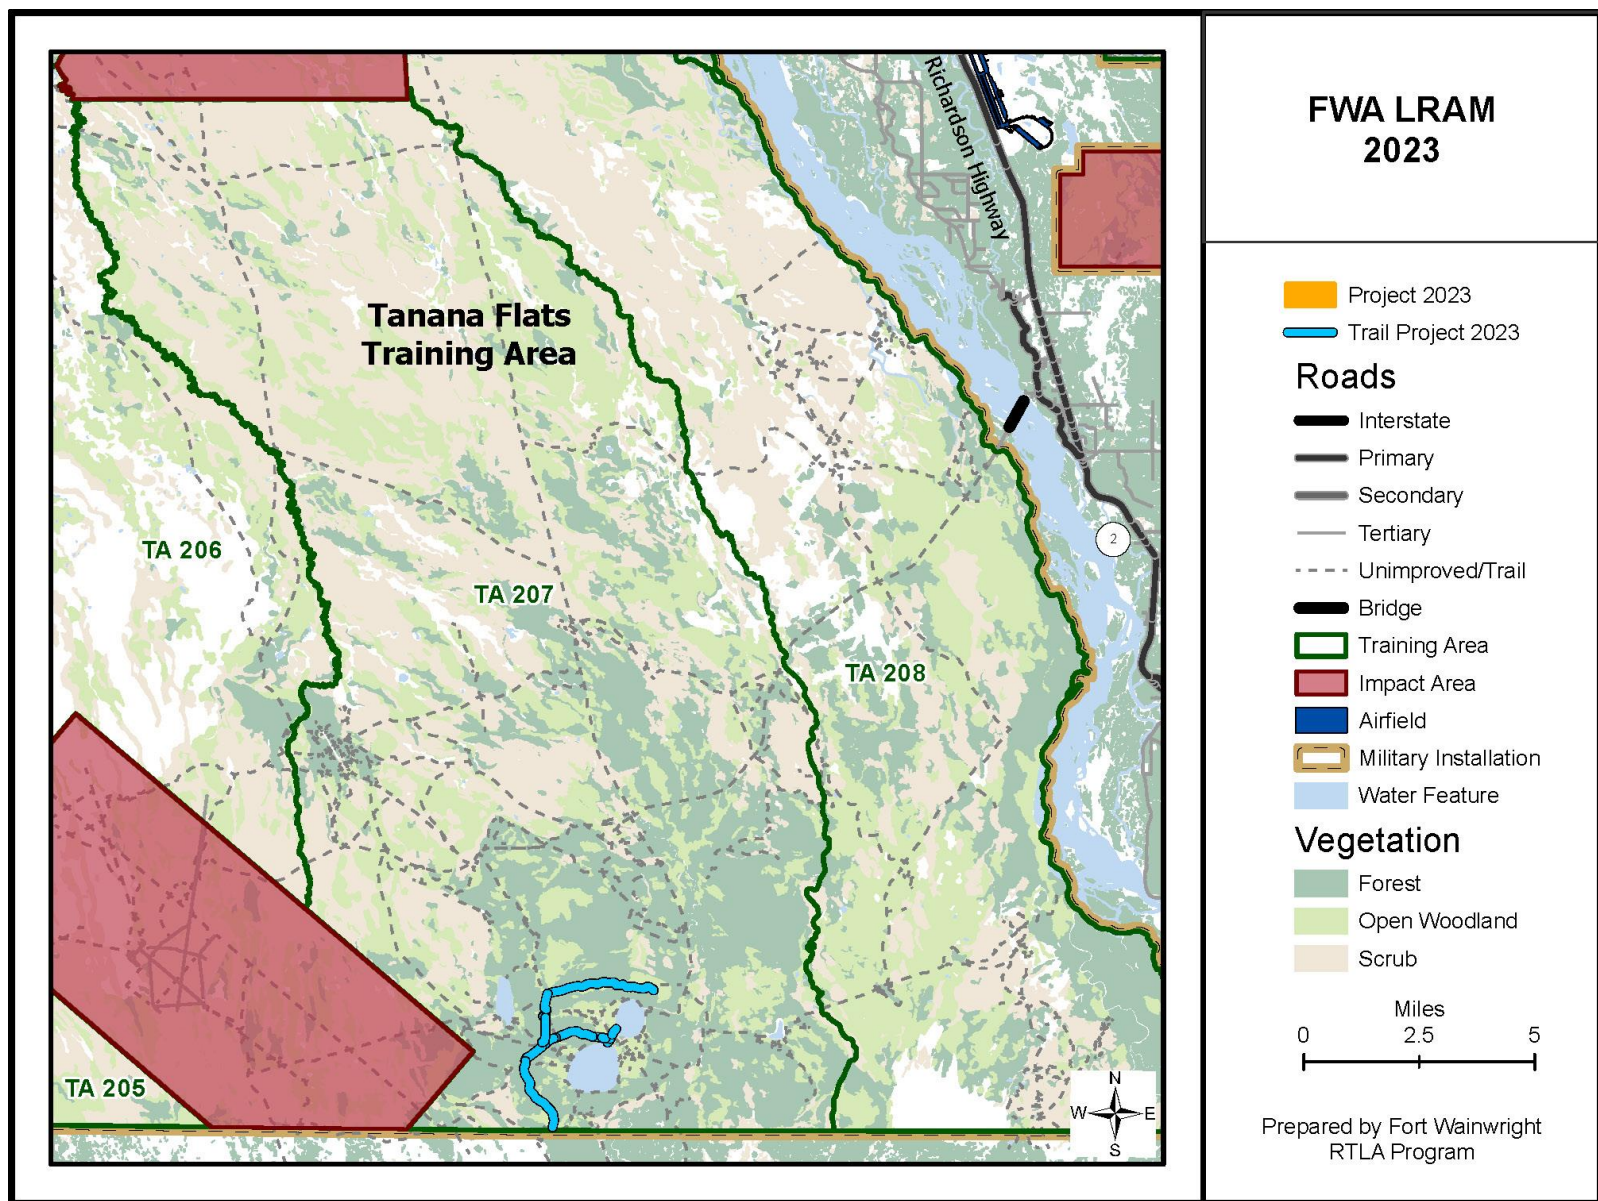 Richardson Highway
Tanana Flats
Training Area
TA 206
TA 207
TA 208
TA 205
2
N
W
E
S
FWA LRAM
2023
Project 2023
Trail Project 2023
Roads
Interstate
Primary
Secondary
Tertiary
Unimproved/Trail
Bridge
Training Area
Impact Area
Airfield
Military Installation
Water Feature
Vegetation
Forest
Open Woodland
Scrub
Miles
0 2.5 5
Prepared by Fort Wainwright
RTLA Program